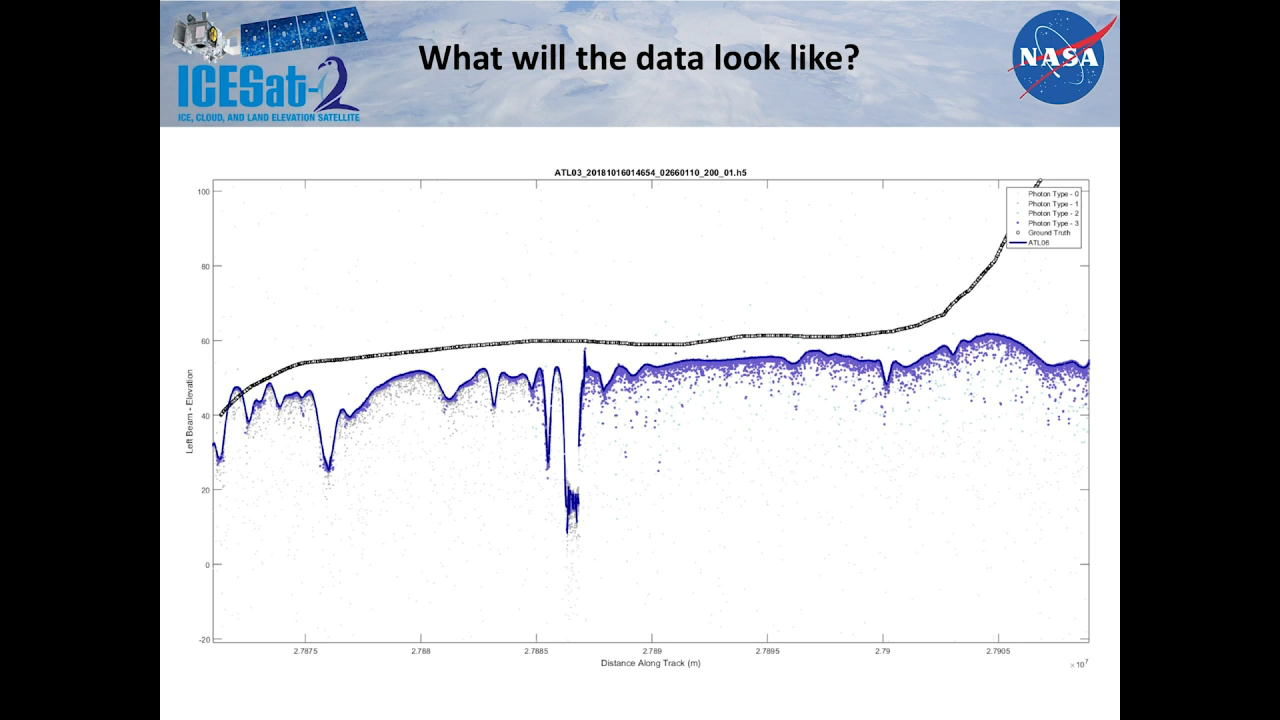 What will the data look like?
ICESat-2
ICE, CLOUD, AND LAND ELEVATION SATELLITE
NASA
ATL03_20181016014654_02660110_200_01.h5
Photon Type - 0
Photon Type - 1
Photon Type - 2
Photon Type - 3
Ground Truth
ATL06
Left Beam - Elevation
100
80
60
40
20
0
-20
2.7875
2.788
2.7885
2.789
2.7895
2.79
2.7905
×10⁷
Distance Along Track (m)